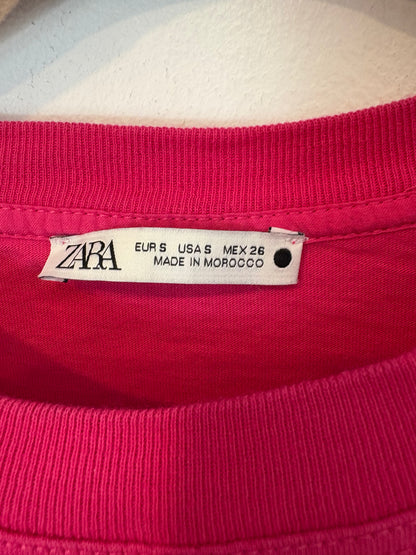 ZARA
EUR S USA S MEX 26
MADE IN MOROCCO